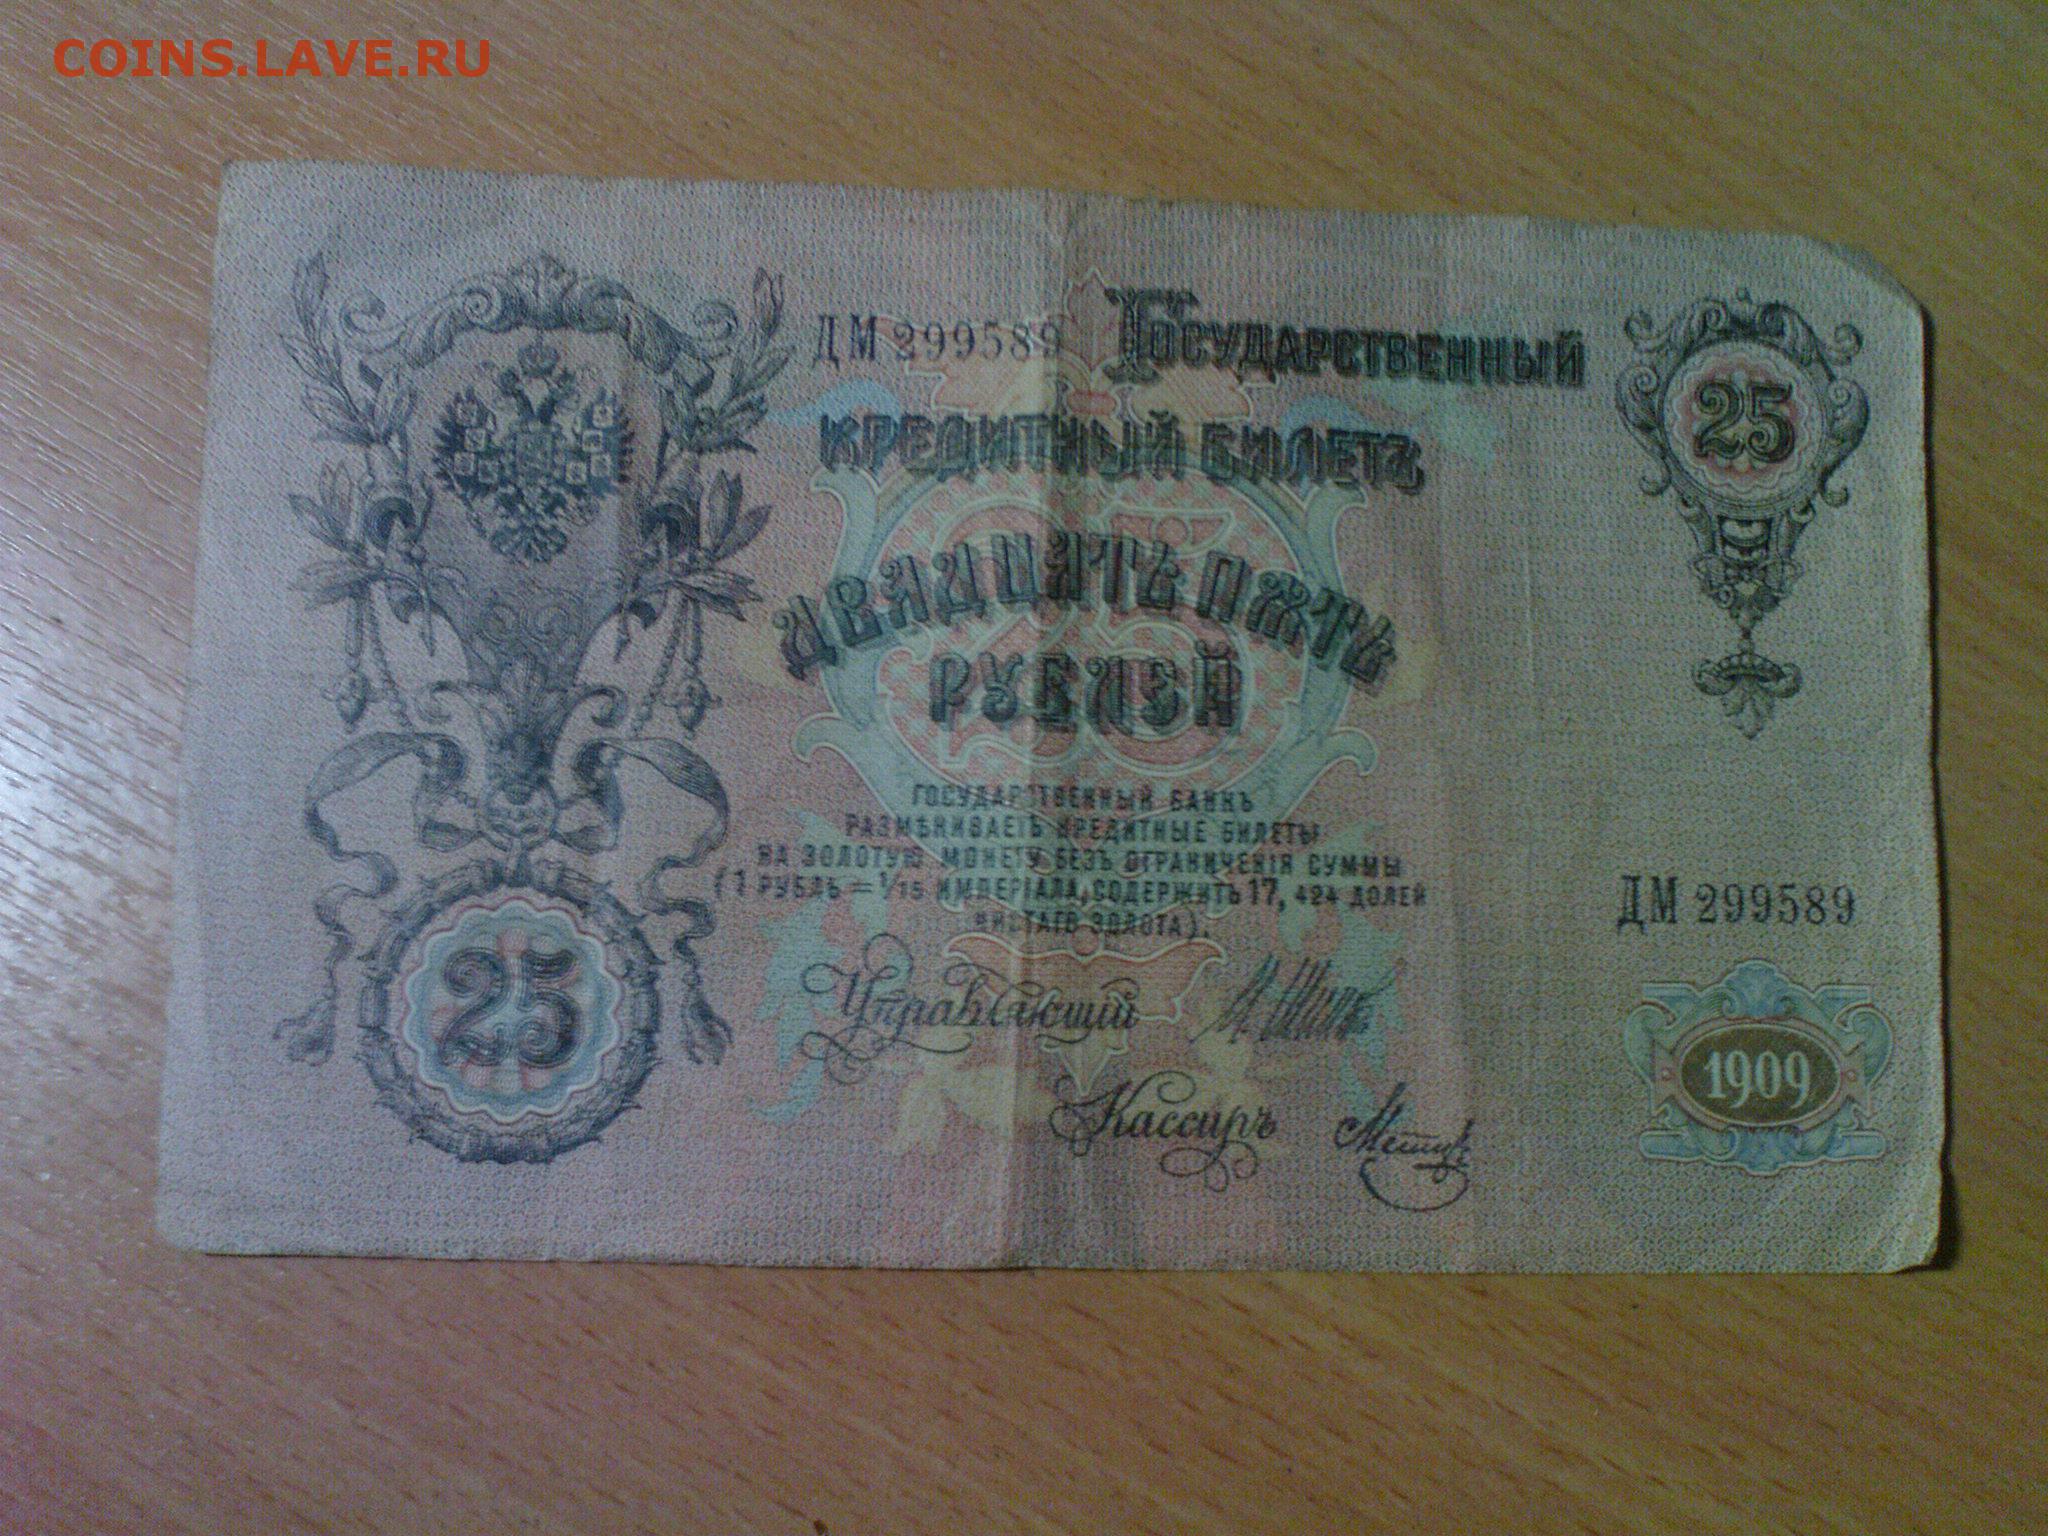 COINS.LAVE.RU
ДМ 299589
Государственный
25
Кредитный Билетъ
Двадцать пять
рублей
Государственный Банкъ
размѣниваетъ кредитные билеты
на золотую монету безъ ограниченія суммы
(1 рубль = 1/15 имперіала, содержитъ 17,424 долей
чистаго золота).
ДМ 299589
25
Управляющій
Кассиръ
1909